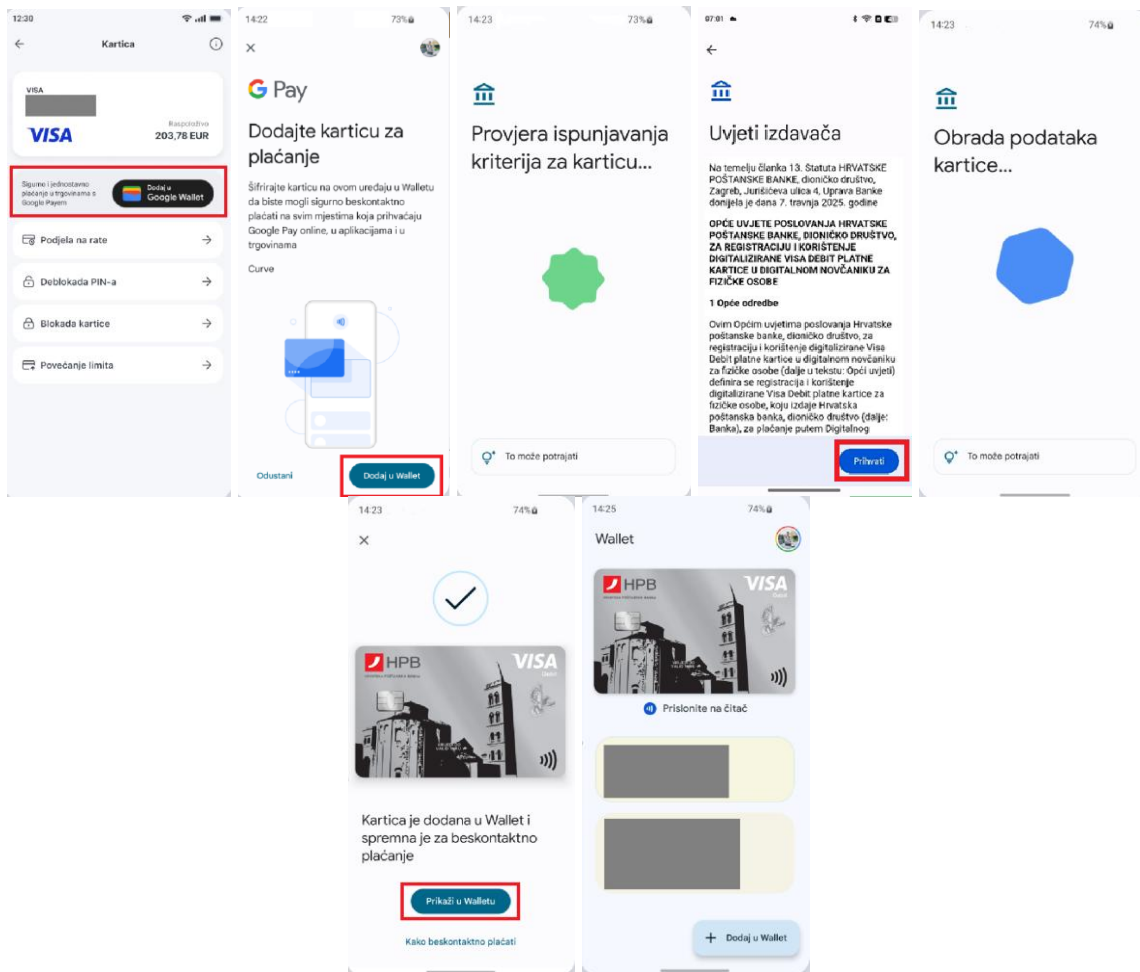 12:30
Kartica
VISA
VISA
Raspoloživo
203,78 EUR
Sigurno i jednostavno
plaćanje u trgovinama s
Google Payem
Dodaj u
Google Wallet
Podjela na rate
Deblokada PIN-a
Blokada kartice
Povećanje limita
14:22
73%
G Pay
Dodajte karticu za
plaćanje
Šifrirajte karticu na ovom uređaju u Walletu
da biste mogli sigurno beskontaktno
plaćati na svim mjestima koja prihvaćaju
Google Pay online, u aplikacijama i u
trgovinama
Curve
Odustani
Dodaj u Wallet
14:23
73%
Provjera ispunjavanja
kriterija za karticu...
To može potrajati
07:01
Uvjeti izdavača
Na temelju članka 13. Statuta HRVATSKE
POŠTANSKE BANKE, dioničko društvo,
Zagreb, Jurišićeva ulica 4, Uprava Banke
donijela je dana 7. travnja 2025. godine
OPĆE UVJETE POSLOVANJA HRVATSKE
POŠTANSKE BANKE, DIONIČKO DRUŠTVO,
ZA REGISTRACIJU I KORIŠTENJE
DIGITALIZIRANE VISA DEBIT PLATNE
KARTICE U DIGITALNOM NOVČANIKU ZA
FIZIČKE OSOBE
1 Opće odredbe
Ovim Općim uvjetima poslovanja Hrvatske
poštanske banke, dioničko društvo, za
registraciju i korištenje digitalizirane Visa
Debit platne kartice u digitalnom novčaniku
za fizičke osobe (dalje u tekstu: Opći uvjeti)
definira se registracija i korištenje
digitalizirane Visa Debit platne kartice za
fizičke osobe, koju izdaje Hrvatska
poštanska banka, dioničko društvo (dalje:
Banka), za plaćanje putem Digitalnog
Prihvati
14:23
74%
Obrada podataka
kartice...
To može potrajati
14:23
74%
HPB
HRVATSKA POŠTANSKA BANKA
VISA
Debit
Kartica je dodana u Wallet i
spremna je za beskontaktno
plaćanje
Prikaži u Walletu
Kako beskontaktno plaćati
14:25
74%
Wallet
HPB
HRVATSKA POŠTANSKA BANKA
VISA
Debit
Prislonite na čitač
+ Dodaj u Wallet